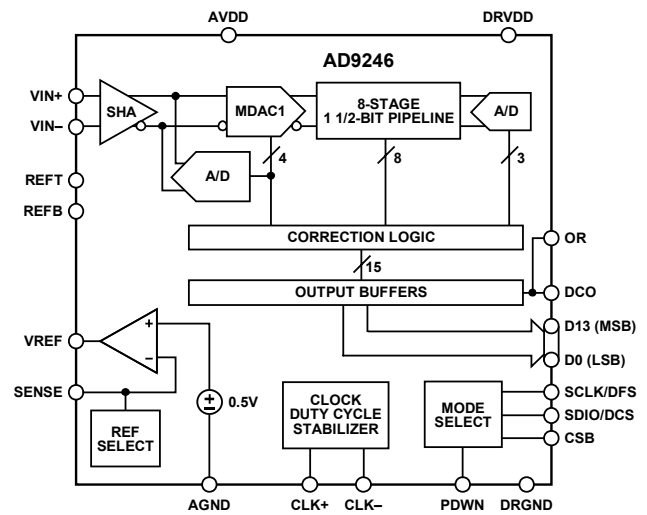 AVDD
DRVDD
AD9246
VIN+
VIN–
SHA
MDAC1
8-STAGE
1 1/2-BIT PIPELINE
A/D
A/D
4
8
3
REFT
REFB
CORRECTION LOGIC
OR
15
OUTPUT BUFFERS
DCO
D13 (MSB)
D0 (LSB)
VREF
+
–
SENSE
REF
SELECT
+
–
0.5V
CLOCK
DUTY CYCLE
STABILIZER
MODE
SELECT
SCLK/DFS
SDIO/DCS
CSB
AGND
CLK+
CLK–
PDWN
DRGND